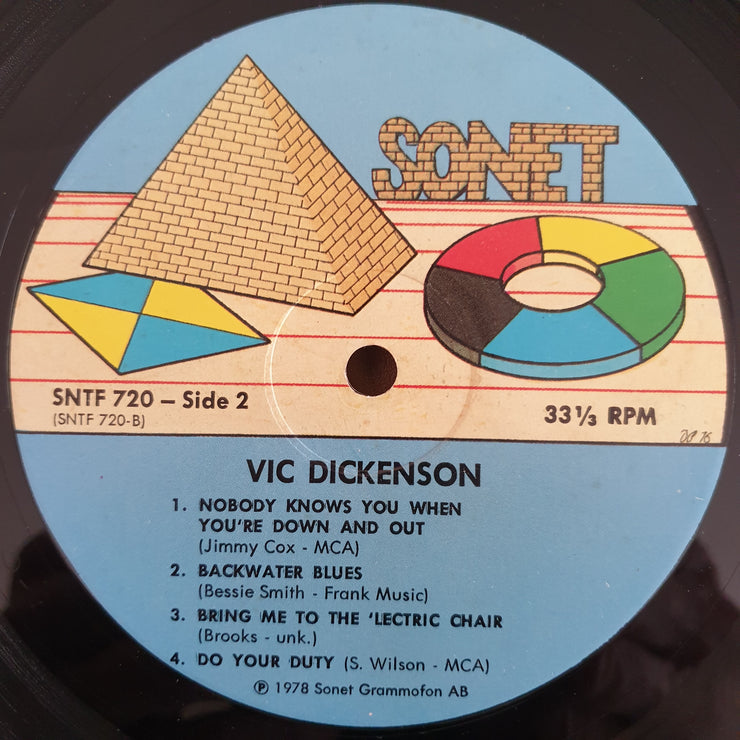 SONET
SNTF 720 – Side 2
(SNTF 720-B)
33⅓ RPM
VIC DICKENSON
1. NOBODY KNOWS YOU WHEN
YOU'RE DOWN AND OUT
(Jimmy Cox - MCA)
2. BACKWATER BLUES
(Bessie Smith - Frank Music)
3. BRING ME TO THE 'LECTRIC CHAIR
(Brooks - unk.)
4. DO YOUR DUTY (S. Wilson - MCA)
℗ 1978 Sonet Grammofon AB